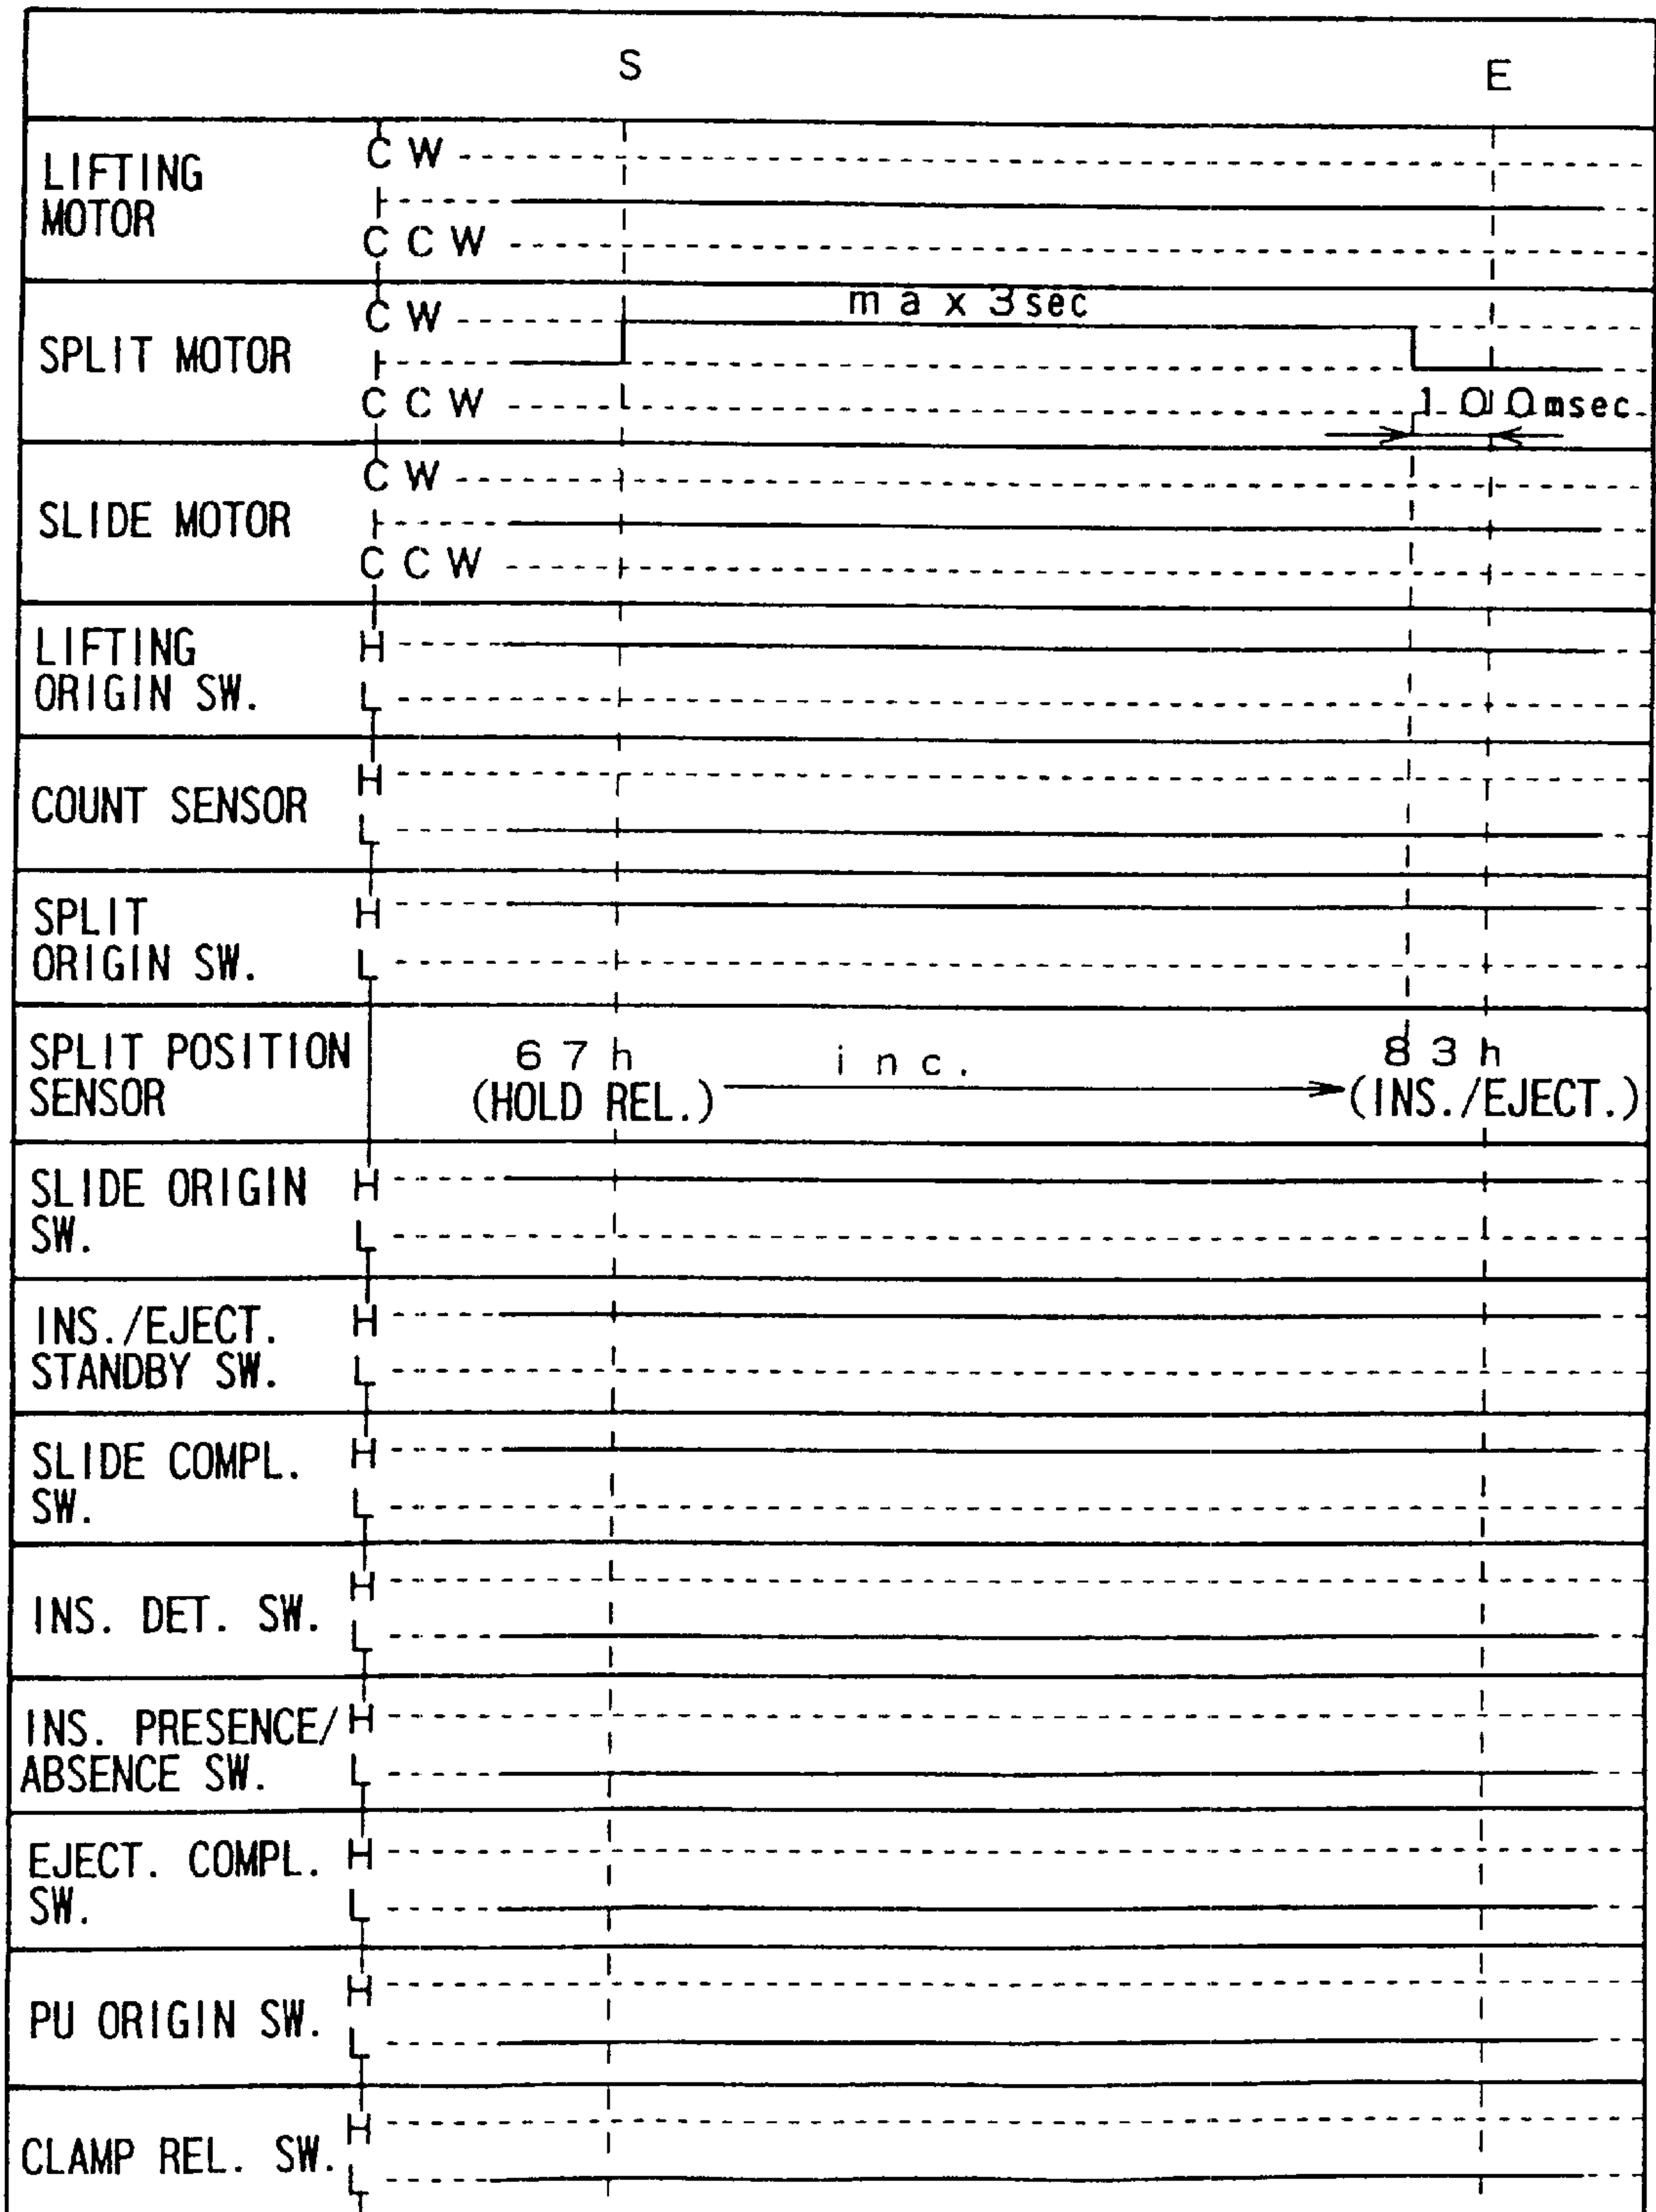 S E
LIFTING
MOTOR
CW
CCW
SPLIT MOTOR
CW
max 3sec
CCW
100msec
SLIDE MOTOR
CW
CCW
LIFTING
ORIGIN SW.
H
L
COUNT SENSOR
H
L
SPLIT
ORIGIN SW.
H
L
SPLIT POSITION
SENSOR
67h inc. 83h
(HOLD REL.) (INS./EJECT.)
SLIDE ORIGIN
SW.
H
L
INS./EJECT.
STANDBY SW.
H
L
SLIDE COMPL.
SW.
H
L
INS. DET. SW.
H
L
INS. PRESENCE/
ABSENCE SW.
H
L
EJECT. COMPL.
SW.
H
L
PU ORIGIN SW.
H
L
CLAMP REL. SW.
H
L